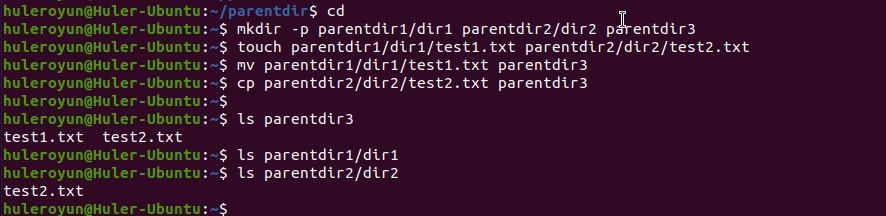 huleroyun@Huler-Ubuntu:~/parentdir$ cd
huleroyun@Huler-Ubuntu:~$ mkdir -p parentdir1/dir1 parentdir2/dir2 parentdir3
huleroyun@Huler-Ubuntu:~$ touch parentdir1/dir1/test1.txt parentdir2/dir2/test2.txt
huleroyun@Huler-Ubuntu:~$ mv parentdir1/dir1/test1.txt parentdir3
huleroyun@Huler-Ubuntu:~$ cp parentdir2/dir2/test2.txt parentdir3
huleroyun@Huler-Ubuntu:~$
huleroyun@Huler-Ubuntu:~$ ls parentdir3
test1.txt  test2.txt
huleroyun@Huler-Ubuntu:~$ ls parentdir1/dir1
huleroyun@Huler-Ubuntu:~$ ls parentdir2/dir2
test2.txt
huleroyun@Huler-Ubuntu:~$